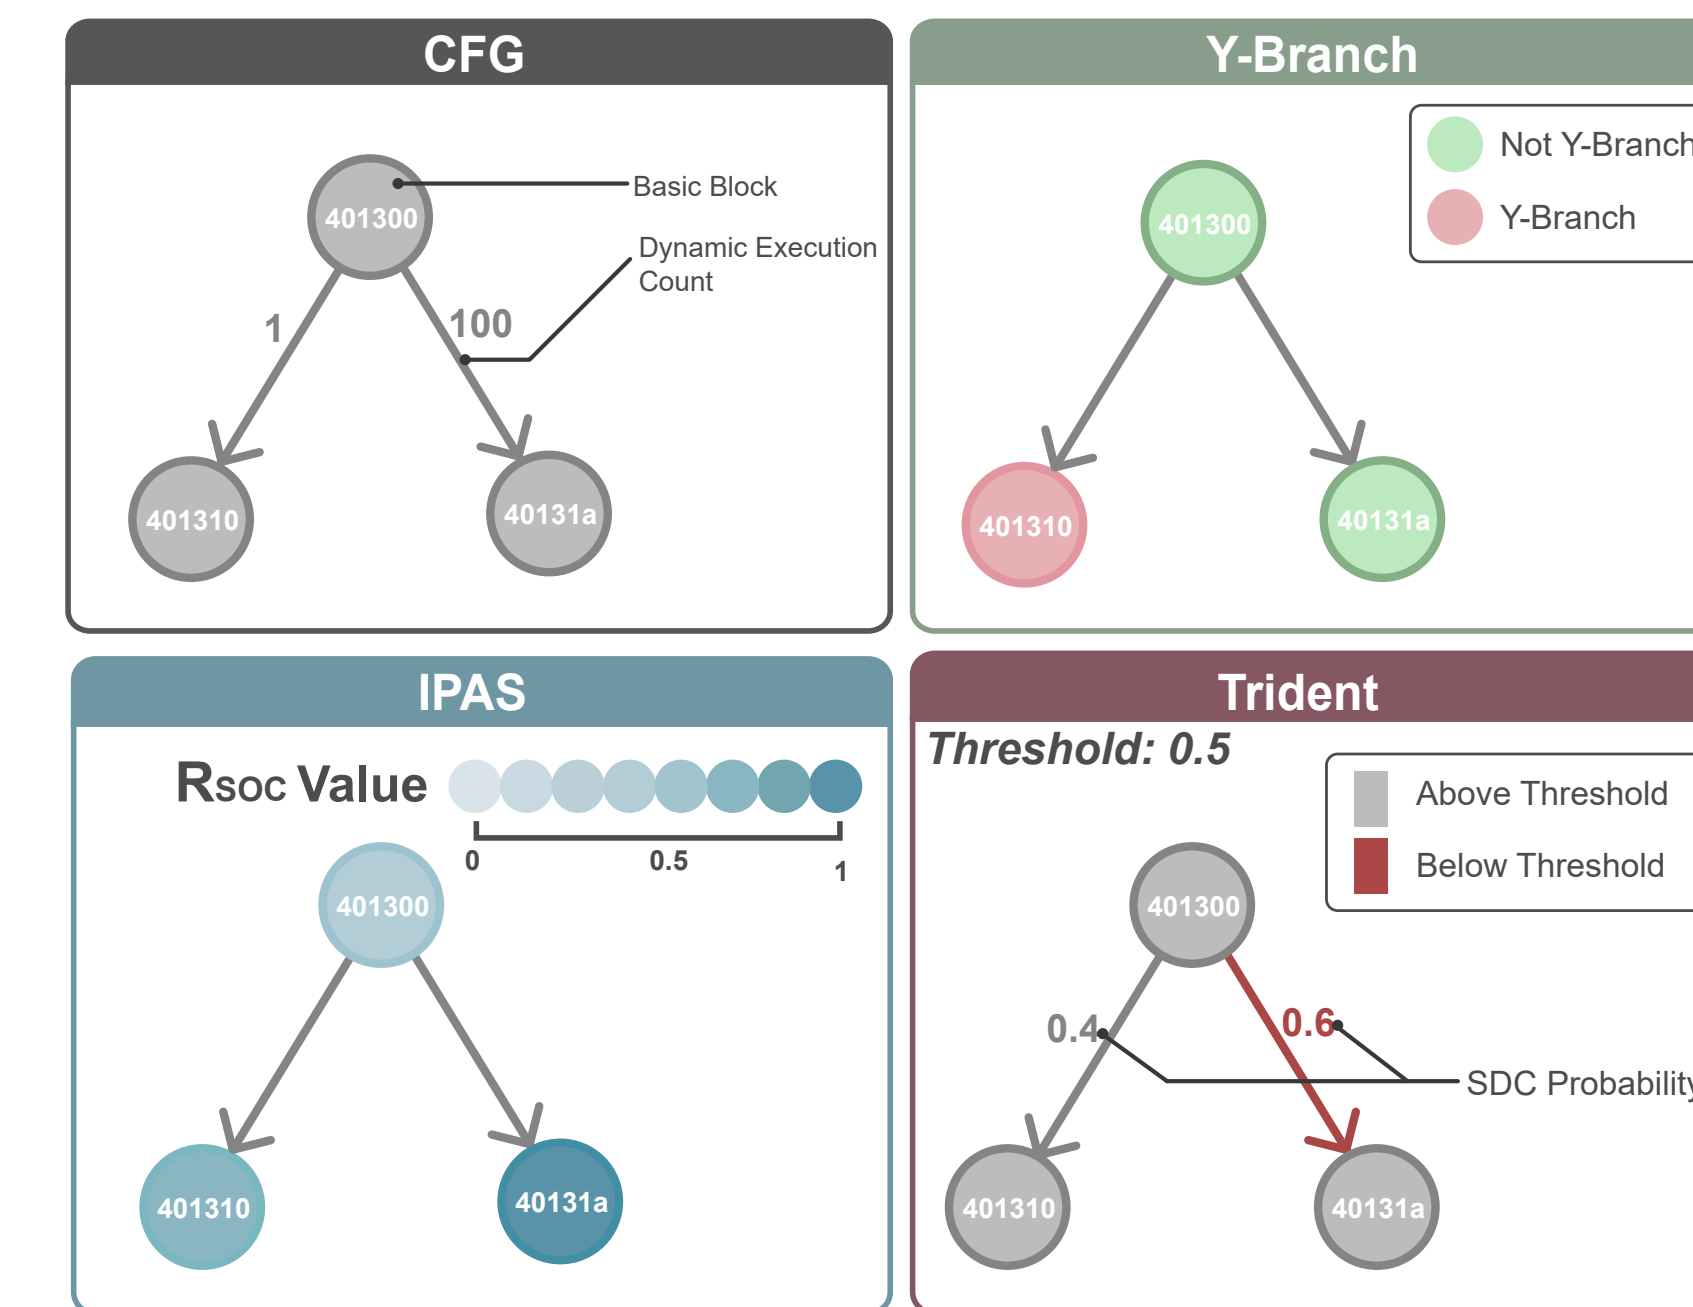 CFG
401300
Basic Block
Dynamic Execution
Count
1
100
401310
40131a
Y-Branch
Not Y-Branch
Y-Branch
401300
401310
40131a
IPAS
RSOC Value
0
0.5
1
401300
401310
40131a
Trident
Threshold: 0.5
Above Threshold
Below Threshold
401300
0.4
0.6
SDC Probability
401310
40131a